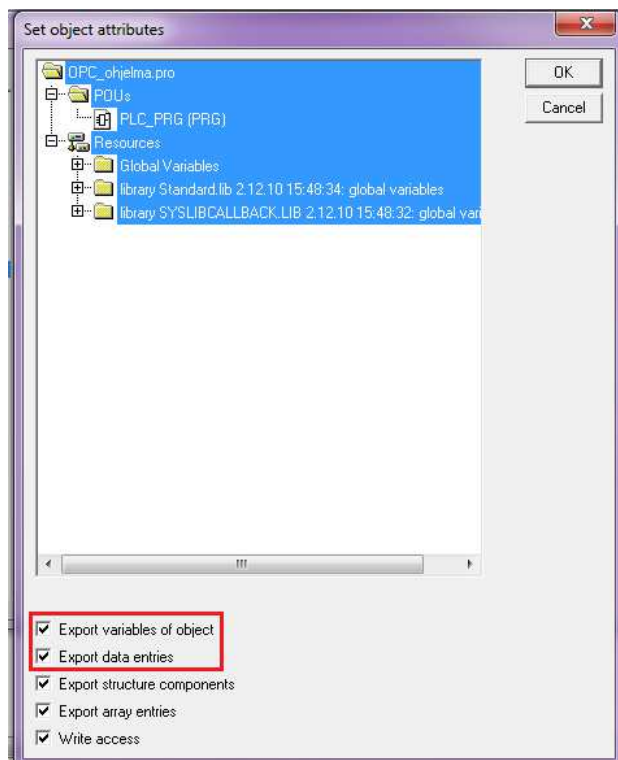 Set object attributes
OPC_ohjelma.pro
OK
POUs
Cancel
PLC_PRG (PRG)
Resources
Global Variables
library Standard.lib 2.12.10 15:48:34: global variables
library SYSLIBCALLBACK.LIB 2.12.10 15:48:32: global vari
Export variables of object
Export data entries
Export structure components
Export array entries
Write access